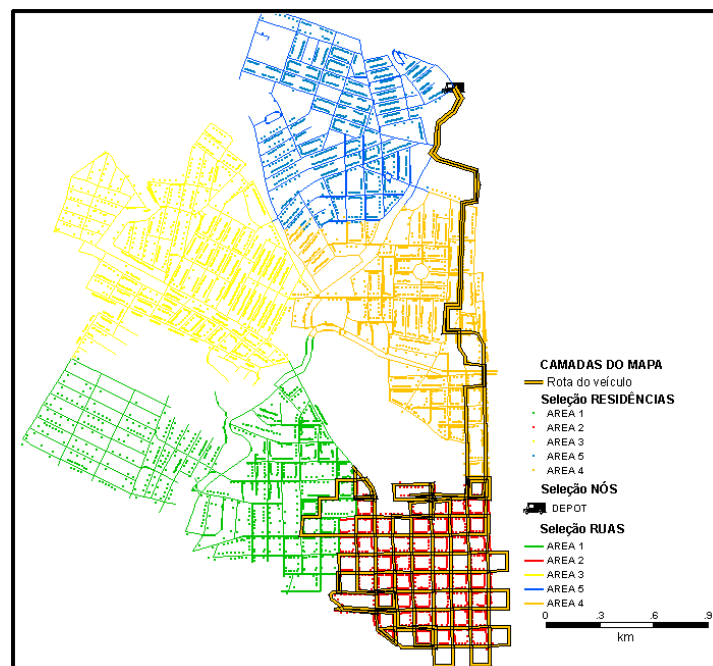 CAMADAS DO MAPA
Rota do veículo
Seleção RESIDÊNCIAS
AREA 1
AREA 2
AREA 3
AREA 5
AREA 4
Seleção NÓS
DEPOT
Seleção RUAS
AREA 1
AREA 2
AREA 3
AREA 5
AREA 4
0 .3 .6 .9
km